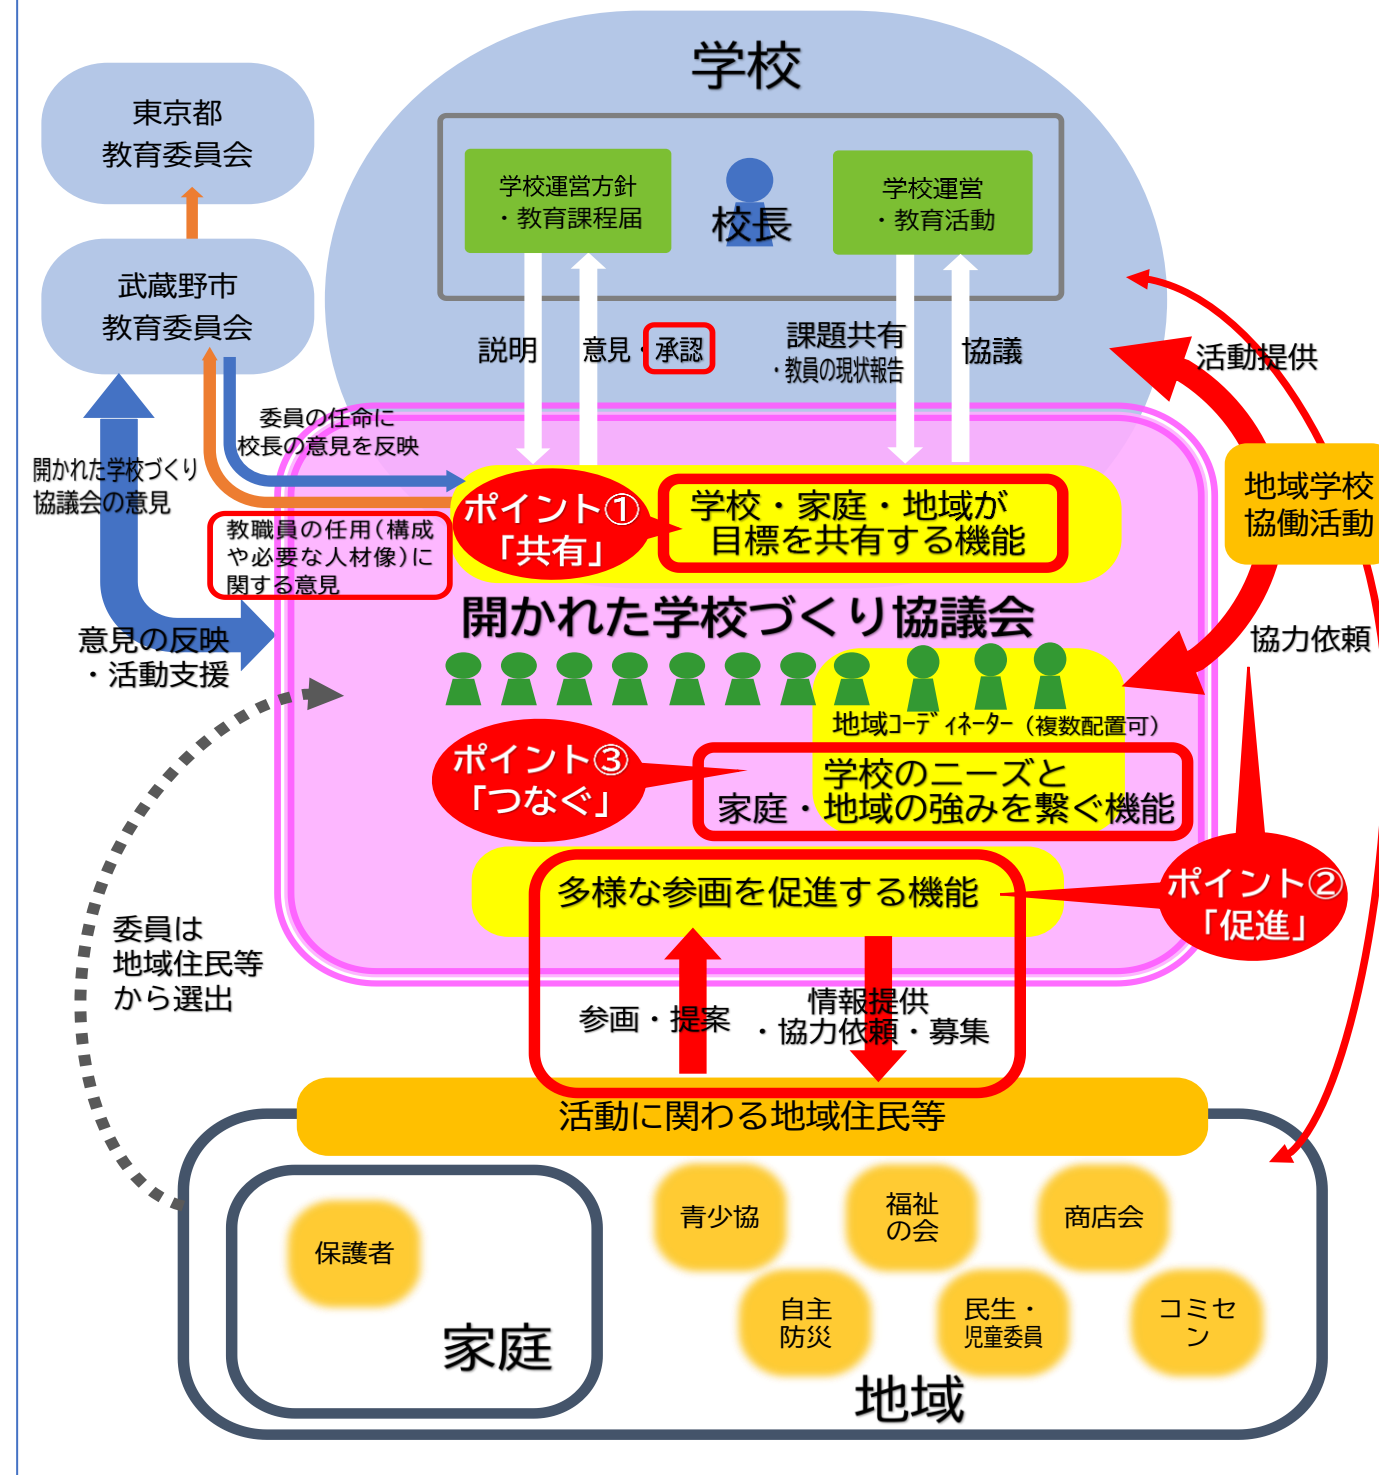 学校
東京都
教育委員会
学校運営方針
・教育課程届
校長
学校運営
・教育活動
武蔵野市
教育委員会
説明
意見・承認
課題共有
・教員の現状報告
協議
活動提供
委員の任命に
校長の意見を反映
開かれた学校づくり
協議会の意見
地域学校
協働活動
ポイント①
「共有」
学校・家庭・地域が
目標を共有する機能
教職員の任用(構成
や必要な人材像)に
関する意見
開かれた学校づくり協議会
意見の反映
・活動支援
協力依頼
地域コーディネーター（複数配置可）
ポイント③
「つなぐ」
学校のニーズと
家庭・地域の強みを繋ぐ機能
多様な参画を促進する機能
ポイント②
「促進」
委員は
地域住民等
から選出
参画・提案
情報提供
・協力依頼・募集
活動に関わる地域住民等
保護者
家庭
青少協
福祉
の会
商店会
自主
防災
民生・
児童委員
コミセ
ン
地域